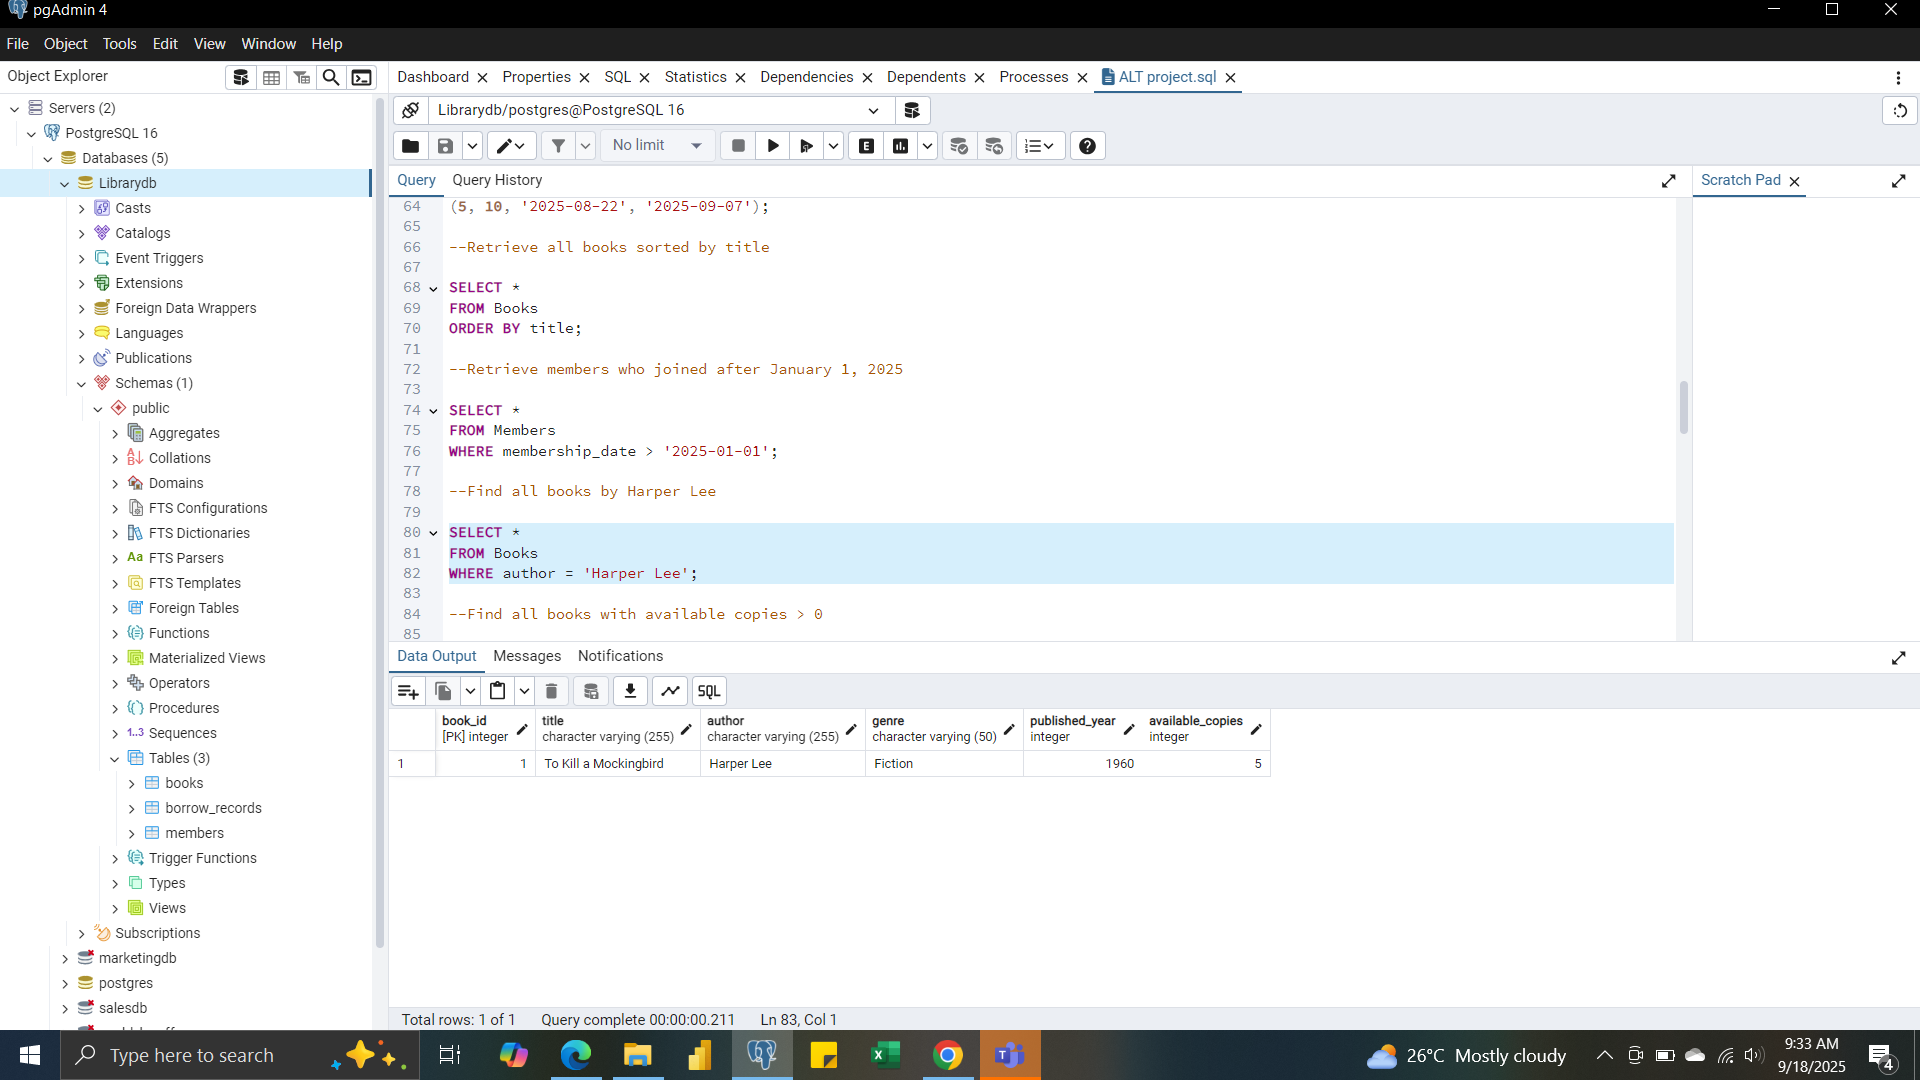 pgAdmin 4
File Object Tools Edit View Window Help
Object Explorer
Servers (2)
PostgreSQL 16
Databases (5)
Librarydb
Casts
Catalogs
Event Triggers
Extensions
Foreign Data Wrappers
Languages
Publications
Schemas (1)
public
Aggregates
Collations
Domains
FTS Configurations
FTS Dictionaries
FTS Parsers
FTS Templates
Foreign Tables
Functions
Materialized Views
Operators
Procedures
Sequences
Tables (3)
books
borrow_records
members
Trigger Functions
Types
Views
Subscriptions
marketingdb
postgres
salesdb
Dashboard Properties SQL Statistics Dependencies Dependents Processes ALT project.sql
Librarydb/postgres@PostgreSQL 16
No limit
Query Query History
64 (5, 10, '2025-08-22', '2025-09-07');
65
66 --Retrieve all books sorted by title
67
68 SELECT *
69 FROM Books
70 ORDER BY title;
71
72 --Retrieve members who joined after January 1, 2025
73
74 SELECT *
75 FROM Members
76 WHERE membership_date > '2025-01-01';
77
78 --Find all books by Harper Lee
79
80 SELECT *
81 FROM Books
82 WHERE author = 'Harper Lee';
83
84 --Find all books with available copies > 0
85
Scratch Pad
Data Output Messages Notifications
SQL
book_id title author genre published_year available_copies
[PK] integer character varying (255) character varying (255) character varying (50) integer integer
1 1 To Kill a Mockingbird Harper Lee Fiction 1960 5
Total rows: 1 of 1 Query complete 00:00:00.211 Ln 83, Col 1
Type here to search
26°C Mostly cloudy
9:33 AM
9/18/2025
4